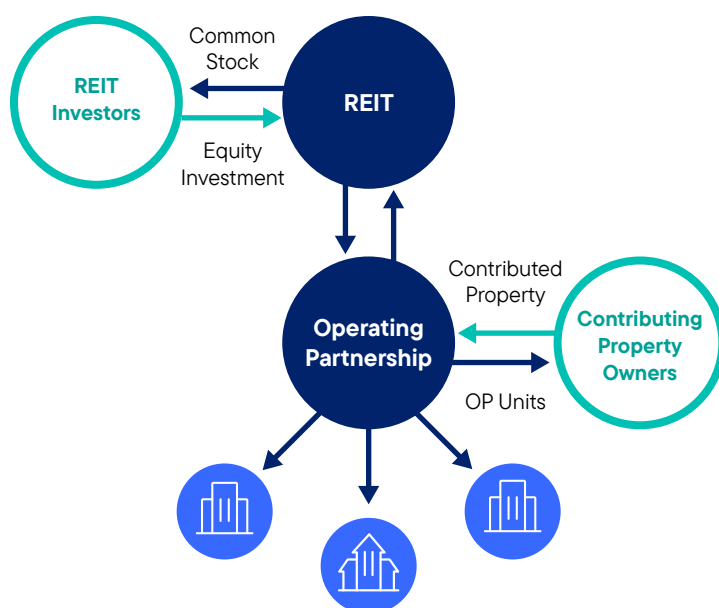 Common
Stock
REIT
Investors
REIT
Equity
Investment
Contributed
Property
Operating
Partnership
Contributing
Property
Owners
OP Units